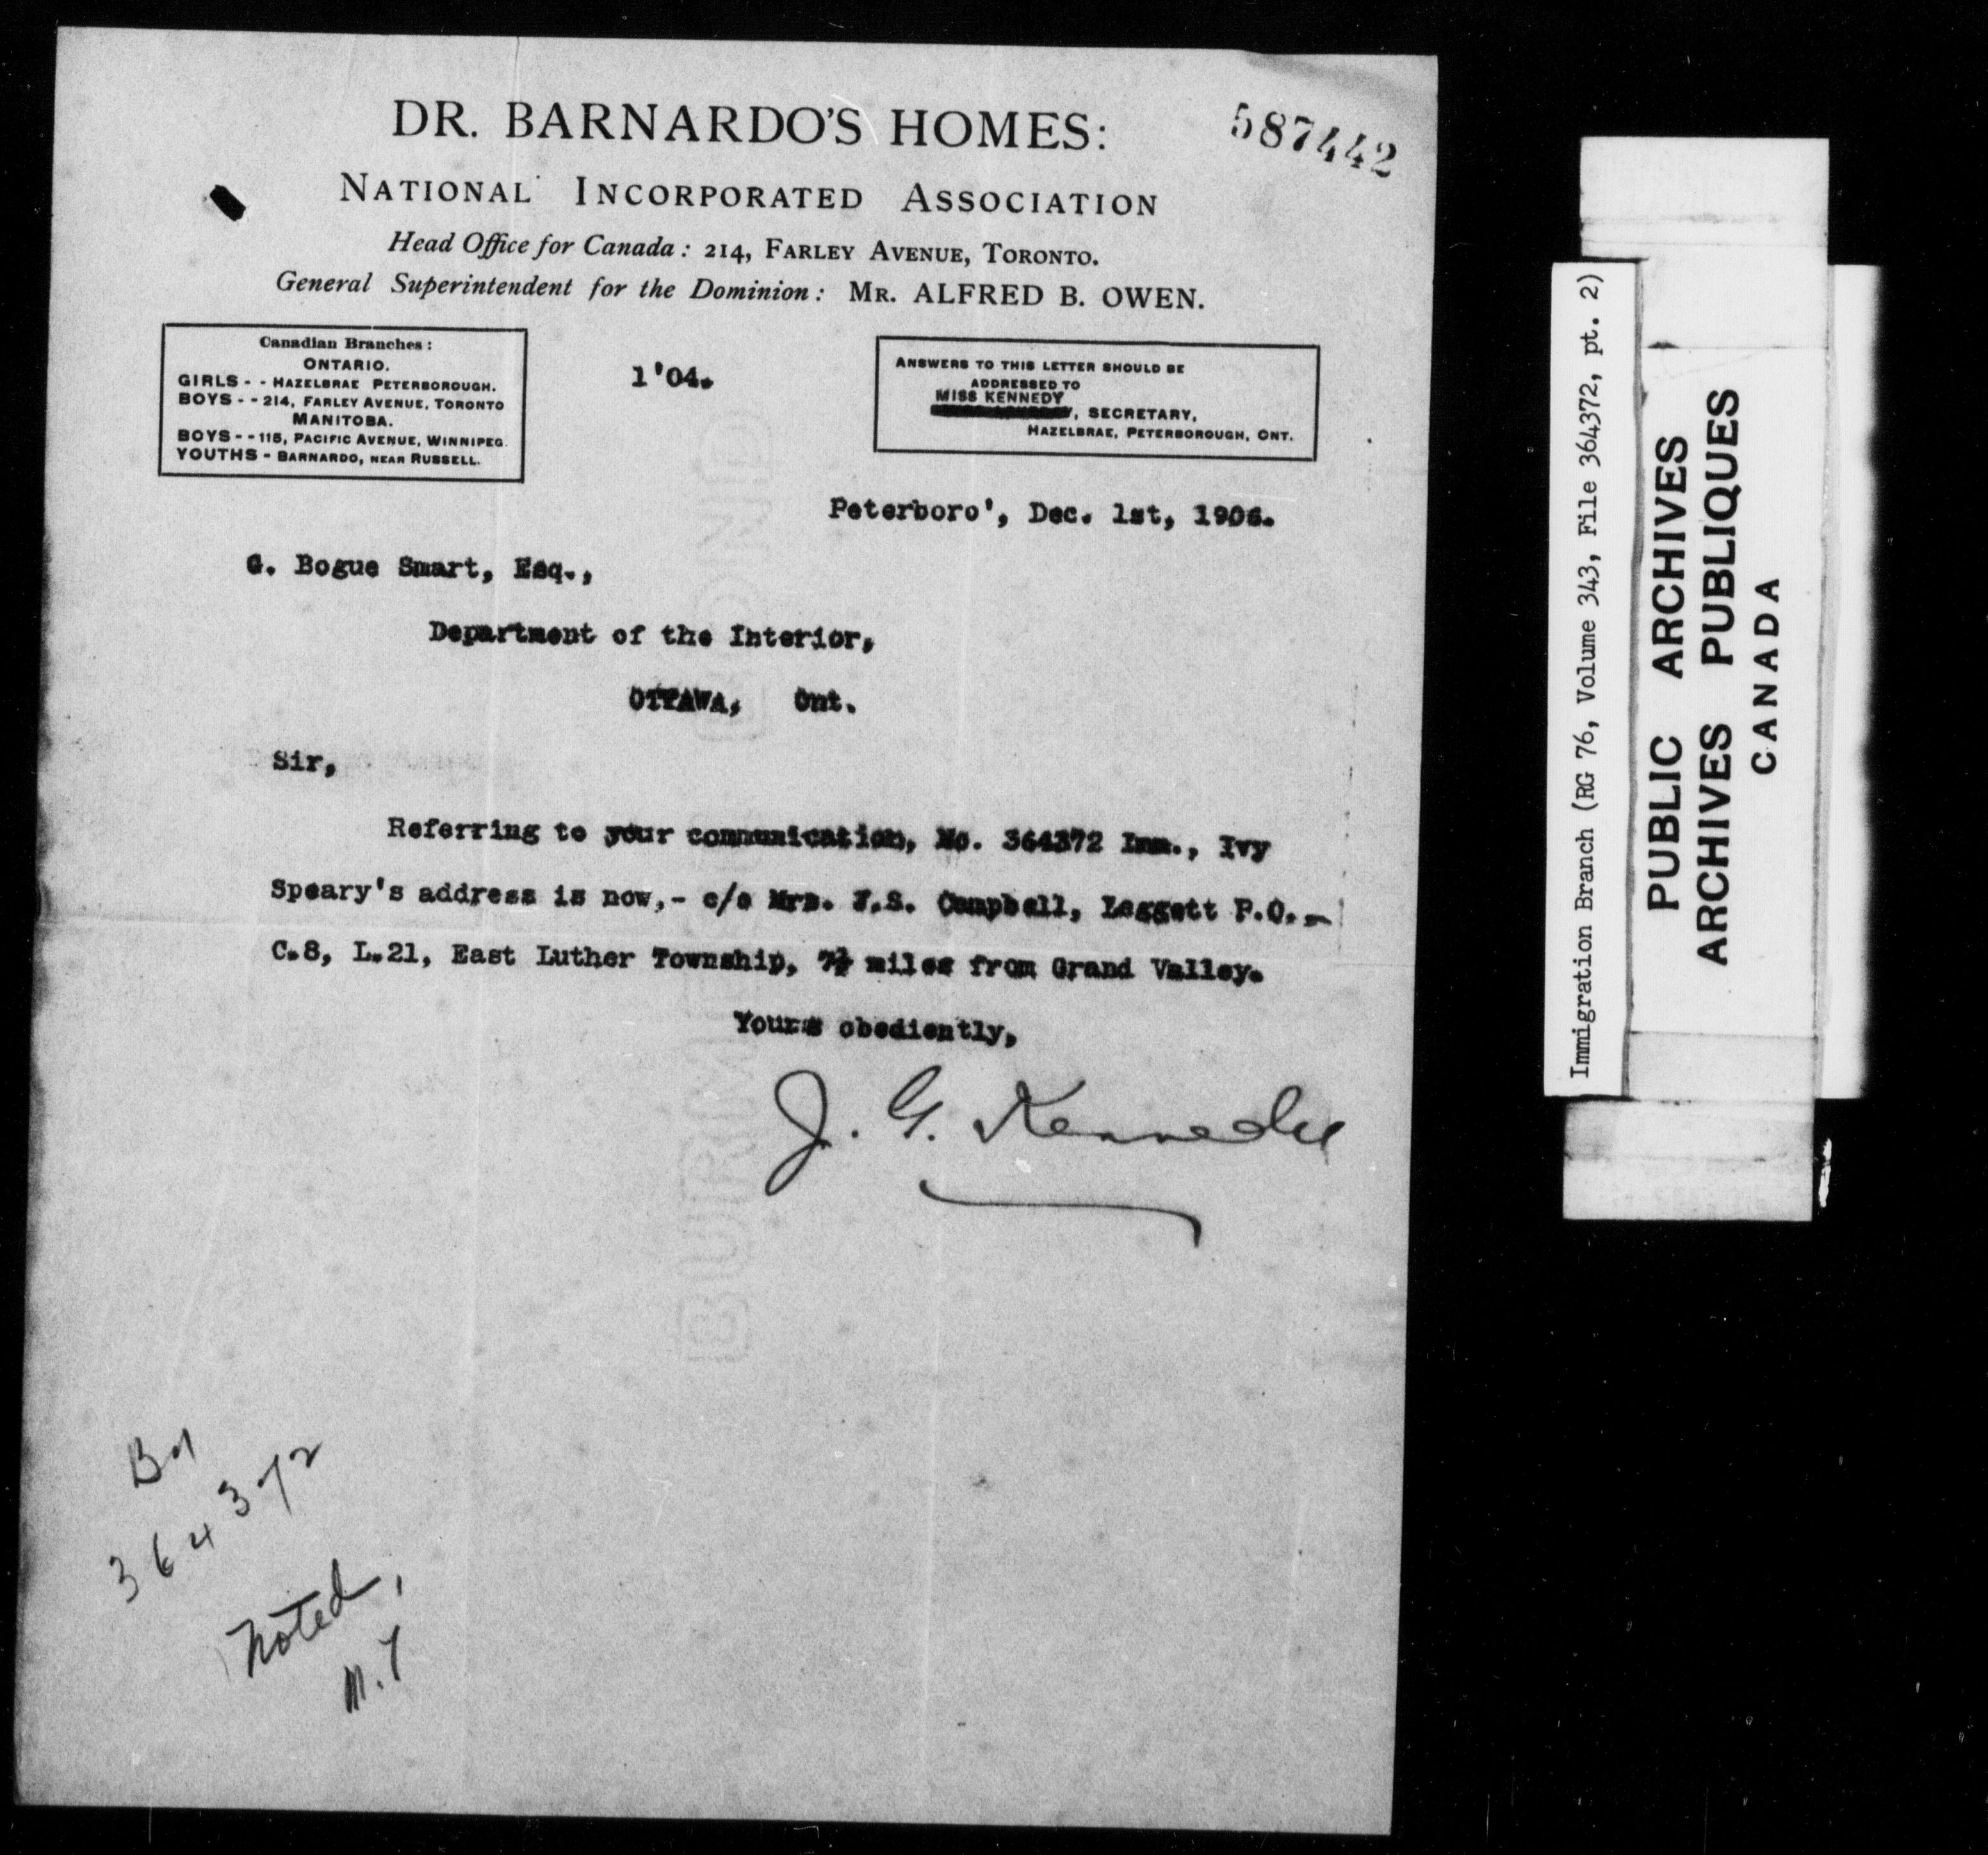 DR. BARNARDO'S HOMES:
587442
NATIONAL INCORPORATED ASSOCIATION
Head Office for Canada: 214, FARLEY AVENUE, TORONTO.
General Superintendent for the Dominion: MR. ALFRED B. OWEN.
Canadian Branches:
ONTARIO.
GIRLS - - HAZELBRAE PETERBOROUGH.
BOYS - - 214, FARLEY AVENUE, TORONTO
MANITOBA.
BOYS - - 115, PACIFIC AVENUE, WINNIPEG.
YOUTHS - BARNARDO, NEAR RUSSELL.
1'04.
ANSWERS TO THIS LETTER SHOULD BE
ADDRESSED TO
MISS KENNEDY
, SECRETARY,
HAZELBRAE, PETERBOROUGH, ONT.
Peterboro', Dec. 1st, 1906.
G. Bogue Smart, Esq.,
Department of the Interior,
OTTAWA, Ont.
Sir,
Referring to your communication, No. 364372 Imm., Ivy
Speary's address is now,- c/o Mrs. J.S. Campbell, Leggett P.O.,-
C.8, L.21, East Luther Township, 7½ miles from Grand Valley.
Yours obediently,
J. G. Kennedy
364372
Noted,
Immigration Branch (RG 76, Volume 343, File 364372, pt. 2)
PUBLIC ARCHIVES
ARCHIVES PUBLIQUES
CANADA